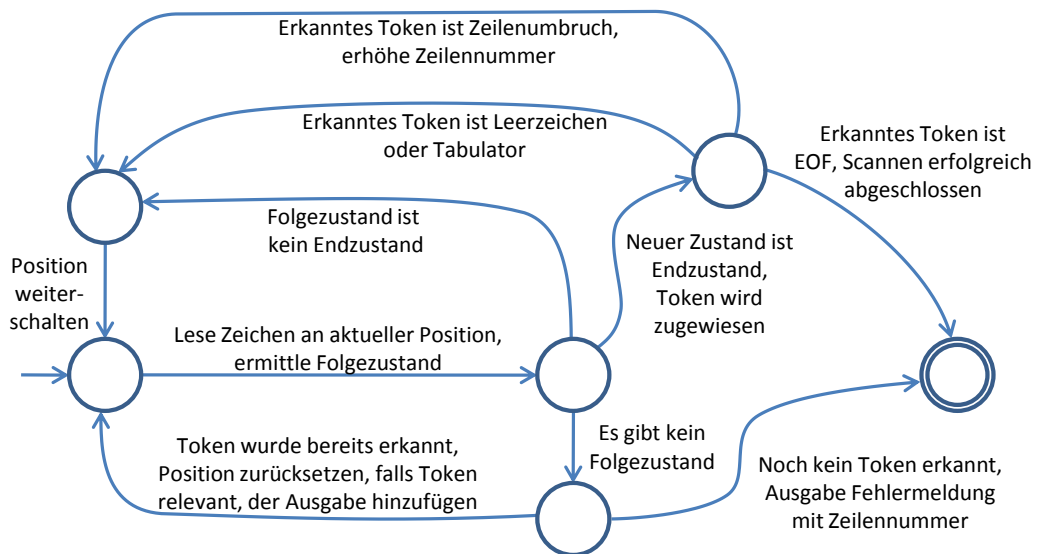 Erkanntes Token ist Zeilenumbruch,
erhöhe Zeilennummer
Erkanntes Token ist Leerzeichen
oder Tabulator
Erkanntes Token ist
EOF, Scannen erfolgreich
abgeschlossen
Folgezustand ist
kein Endzustand
Neuer Zustand ist
Endzustand,
Token wird
zugewiesen
Position
weiter-
schalten
Lese Zeichen an aktueller Position,
ermittle Folgezustand
Es gibt kein
Folgezustand
Token wurde bereits erkannt,
Position zurücksetzen, falls Token
relevant, der Ausgabe hinzufügen
Noch kein Token erkannt,
Ausgabe Fehlermeldung
mit Zeilennummer